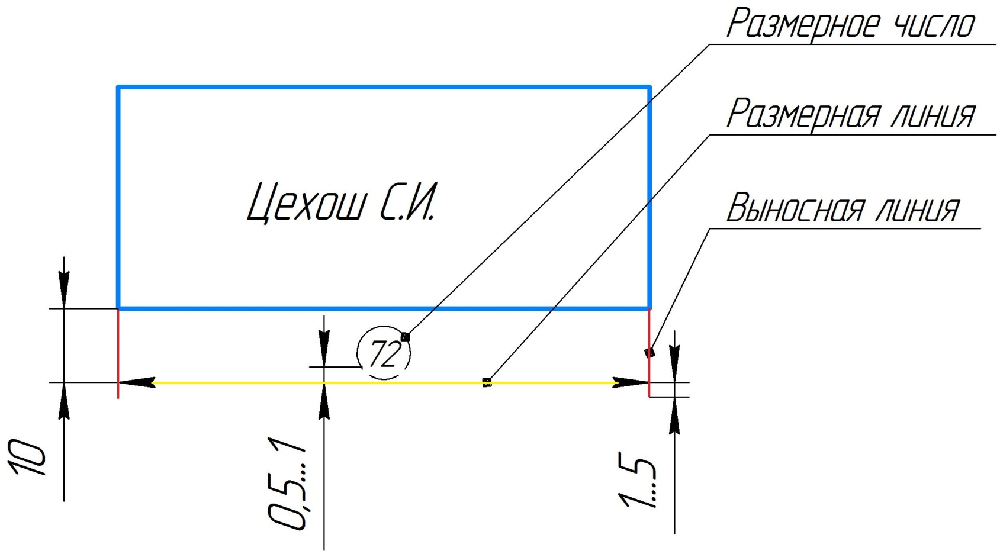 Размерное число
Размерная линия
Цехош С.И.
Выносная линия
72
10
0,5...1
1...5